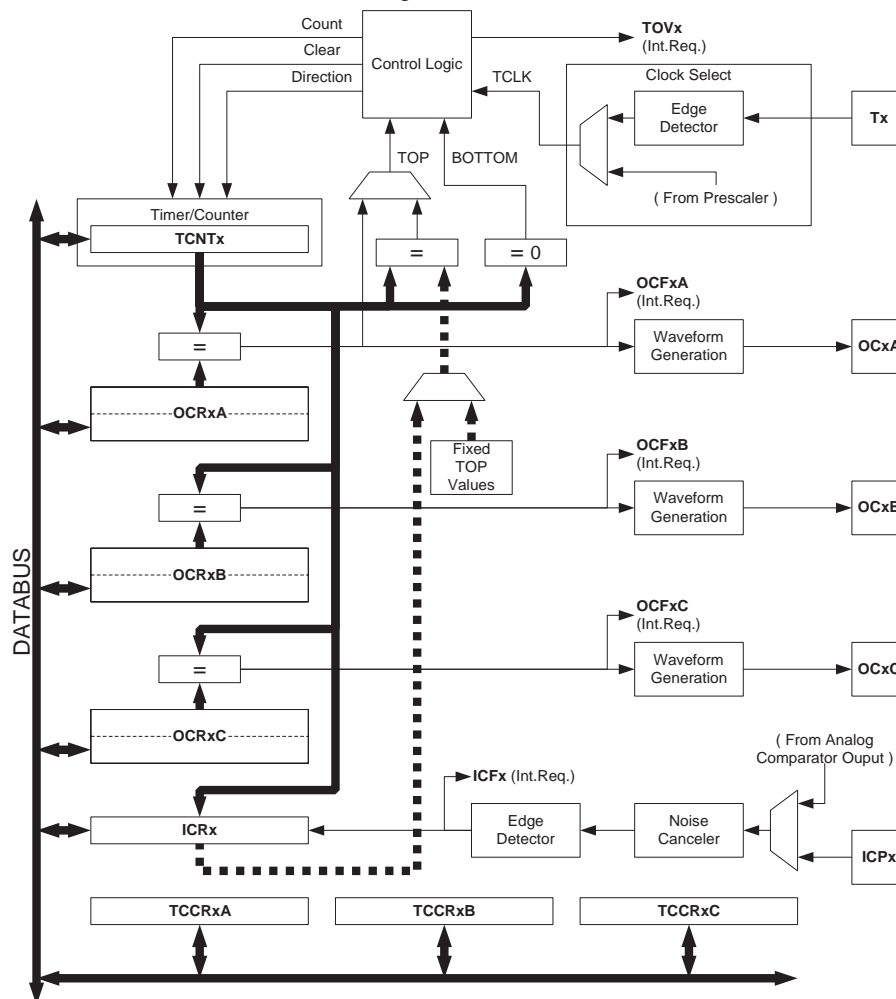 Count
Clear
Direction
Control Logic
TOVx
(Int.Req.)
TCLK
Clock Select
Edge
Detector
Tx
( From Prescaler )
TOP
BOTTOM
Timer/Counter
TCNTx
=
= 0
OCFxA
(Int.Req.)
=
Waveform
Generation
OCxA
OCRxA
Fixed
TOP
Values
OCFxB
(Int.Req.)
=
Waveform
Generation
OCxB
OCRxB
DATABUS
OCFxC
(Int.Req.)
=
Waveform
Generation
OCxC
OCRxC
( From Analog
Comparator Ouput )
ICFx (Int.Req.)
ICRx
Edge
Detector
Noise
Canceler
ICPx
TCCRxA
TCCRxB
TCCRxC